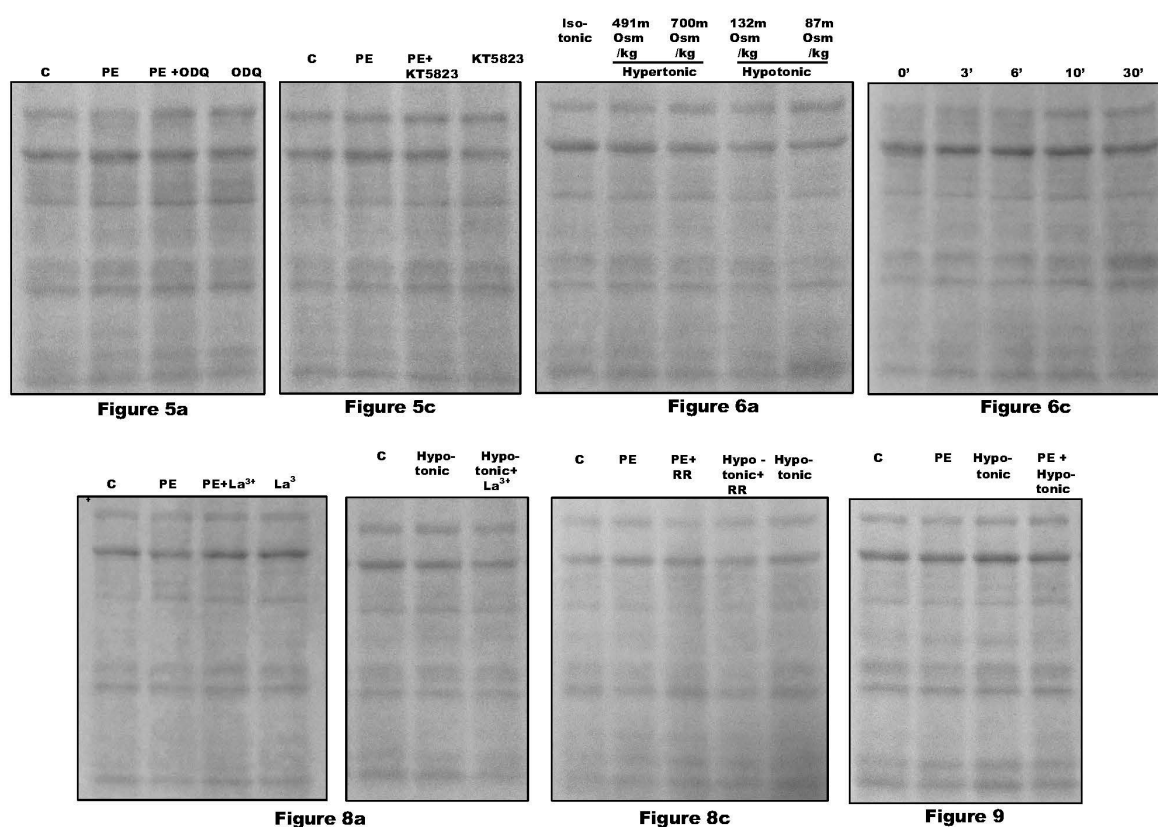 C PE PE +ODQ ODQ
Figure 5a
C PE PE+ KT5823
KT5823
Figure 5c
Iso- 491m 700m 132m 87m
tonic Osm Osm Osm Osm
/kg /kg /kg /kg
Hypertonic Hypotonic
Figure 6a
0’ 3’ 6’ 10’ 30’
Figure 6c
C PE PE+La³⁺ La³
+
C Hypo- Hypo-
tonic tonic+
La³⁺
Figure 8a
C PE PE+ Hypo - Hypo-
RR tonic+ tonic
RR
Figure 8c
C PE Hypo- PE +
tonic Hypo-
tonic
Figure 9